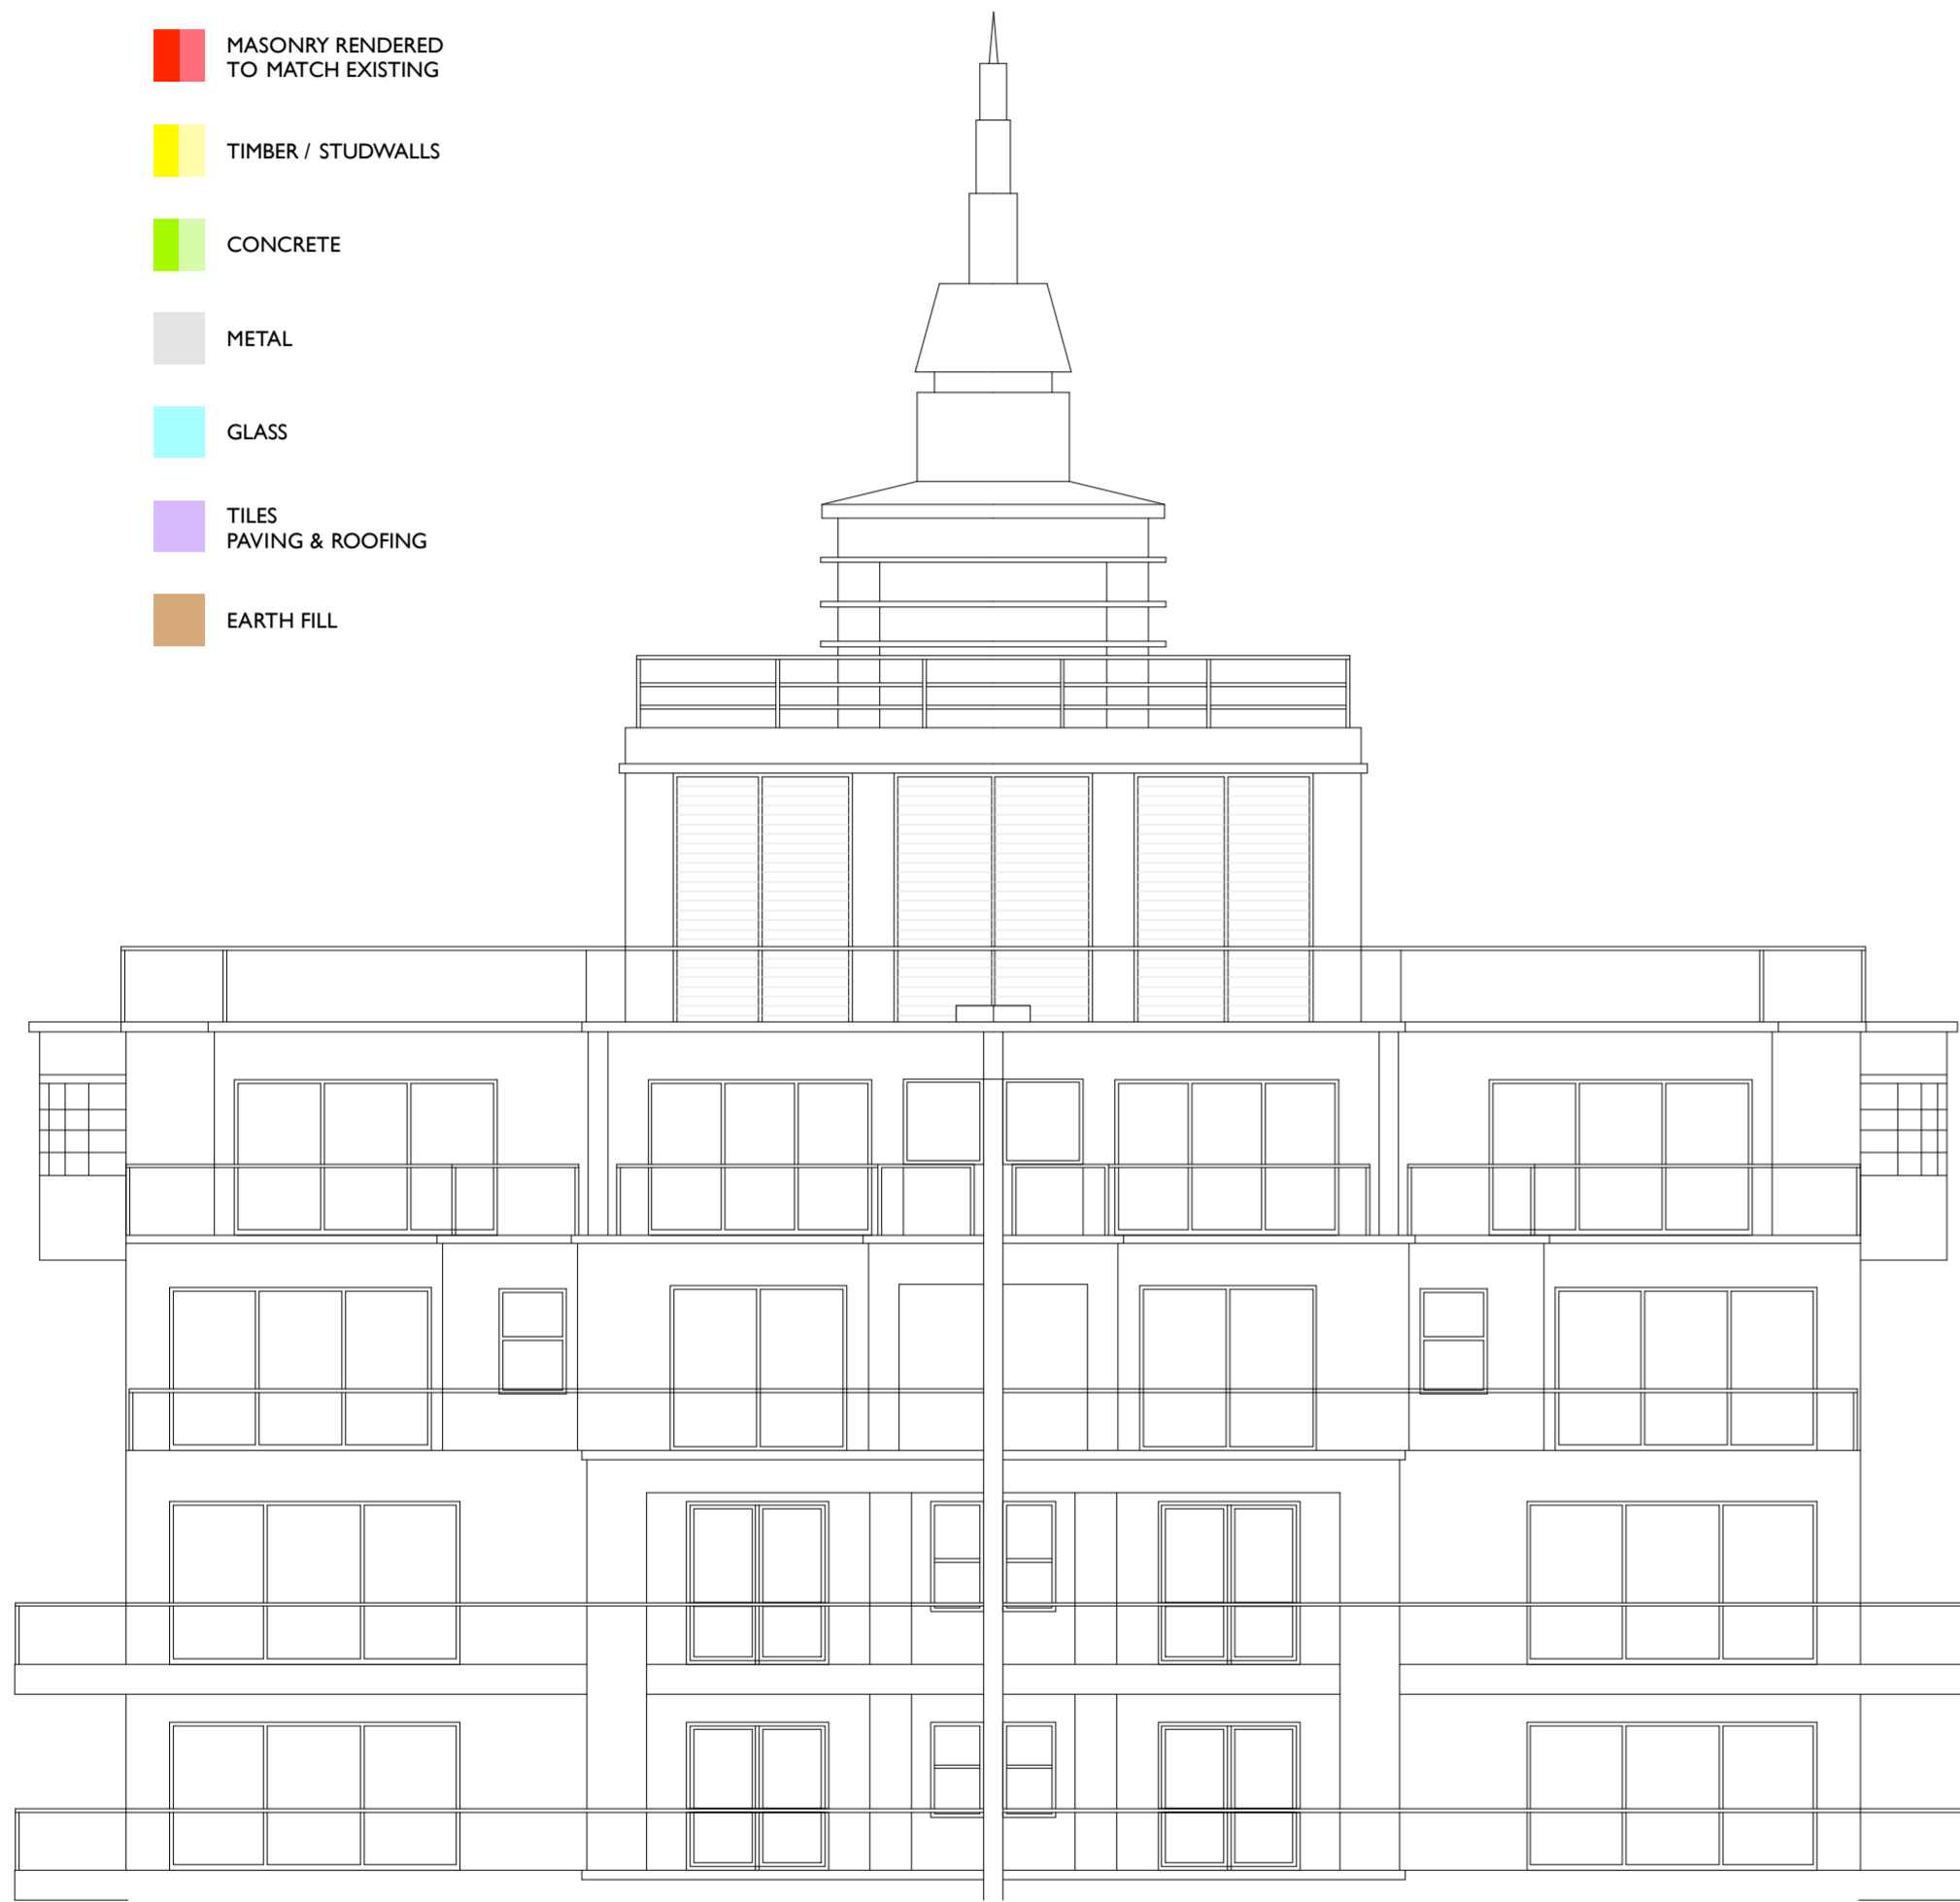 MASONRY RENDERED
TO MATCH EXISTING
TIMBER / STUDWALLS
CONCRETE
METAL
GLASS
TILES
PAVING & ROOFING
EARTH FILL